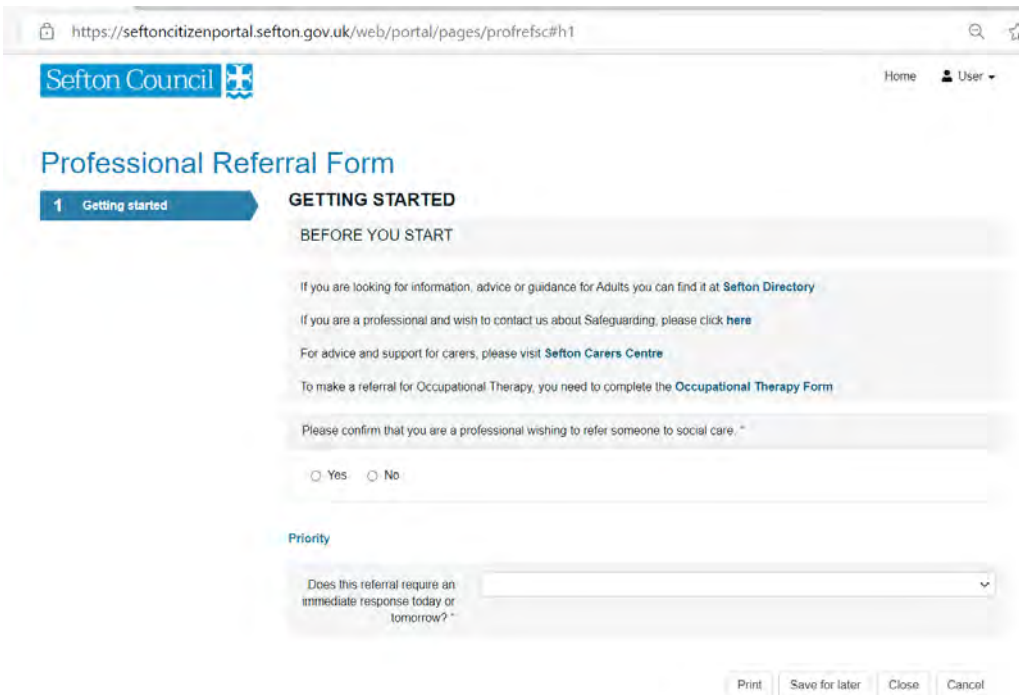 https://seftoncitizenportal.sefton.gov.uk/web/portal/pages/profrefsc#h1
Sefton Council
Home User
Professional Referral Form
1 Getting started
GETTING STARTED
BEFORE YOU START
If you are looking for information, advice or guidance for Adults you can find it at Sefton Directory
If you are a professional and wish to contact us about Safeguarding, please click here
For advice and support for carers, please visit Sefton Carers Centre
To make a referral for Occupational Therapy, you need to complete the Occupational Therapy Form
Please confirm that you are a professional wishing to refer someone to social care. *
Yes No
Priority
Does this referral require an
immediate response today or
tomorrow? *
Print Save for later Close Cancel